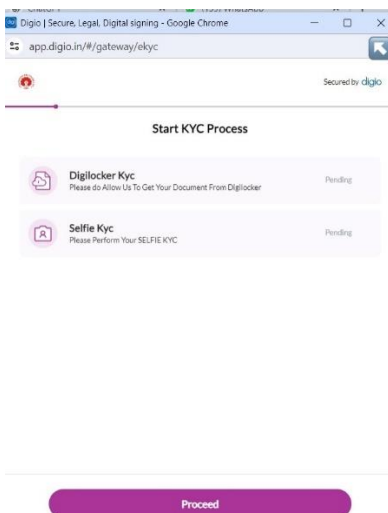 Digio | Secure, Legal, Digital signing - Google Chrome
app.digio.in/#/gateway/ekyc
Secured by digio
Start KYC Process
Digilocker Kyc
Please do Allow Us To Get Your Document From Digilocker
Pending
Selfie Kyc
Please Perform Your SELFIE KYC
Pending
Proceed